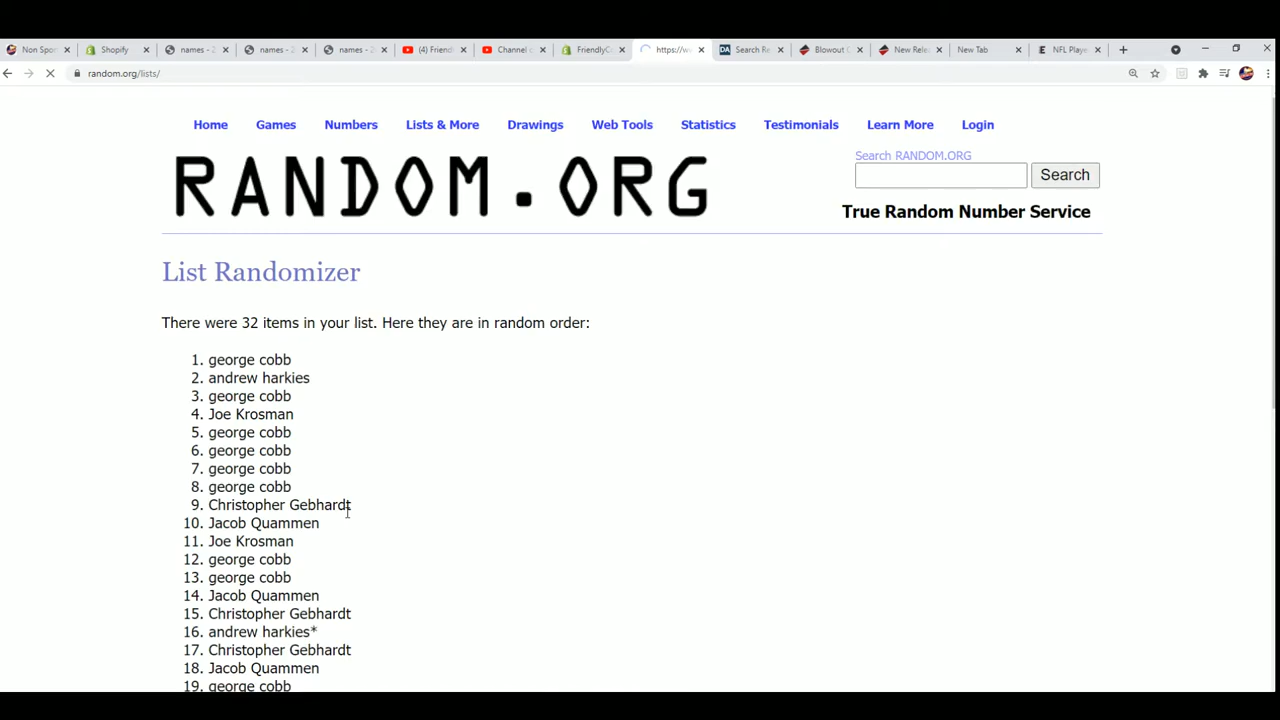 Non Spor
Shopify
names - 2
names - 2
names - 2
(4) Friend
Channel c
FriendlyC
https://w
Search Re
Blowout C
New Rele
New Tab
NFL Playe
random.org/lists/
Home
Games
Numbers
Lists & More
Drawings
Web Tools
Statistics
Testimonials
Learn More
Login
Search RANDOM.ORG
RANDOM.ORG
Search
True Random Number Service
List Randomizer
There were 32 items in your list. Here they are in random order:
1. george cobb
2. andrew harkies
3. george cobb
4. Joe Krosman
5. george cobb
6. george cobb
7. george cobb
8. george cobb
9. Christopher Gebhardt
10. Jacob Quammen
11. Joe Krosman
12. george cobb
13. george cobb
14. Jacob Quammen
15. Christopher Gebhardt
16. andrew harkies*
17. Christopher Gebhardt
18. Jacob Quammen
19. george cobb